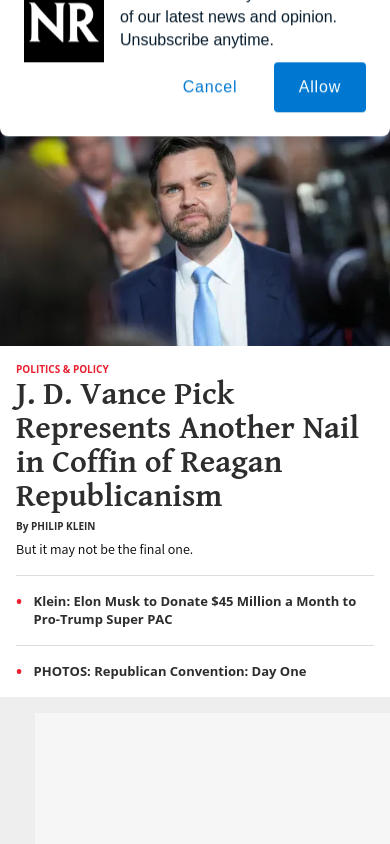 NR
of our latest news and opinion.
Unsubscribe anytime.
Cancel
Allow
POLITICS & POLICY
J. D. Vance Pick
Represents Another Nail
in Coffin of Reagan
Republicanism
By PHILIP KLEIN
But it may not be the final one.
• Klein: Elon Musk to Donate $45 Million a Month to
Pro-Trump Super PAC
• PHOTOS: Republican Convention: Day One